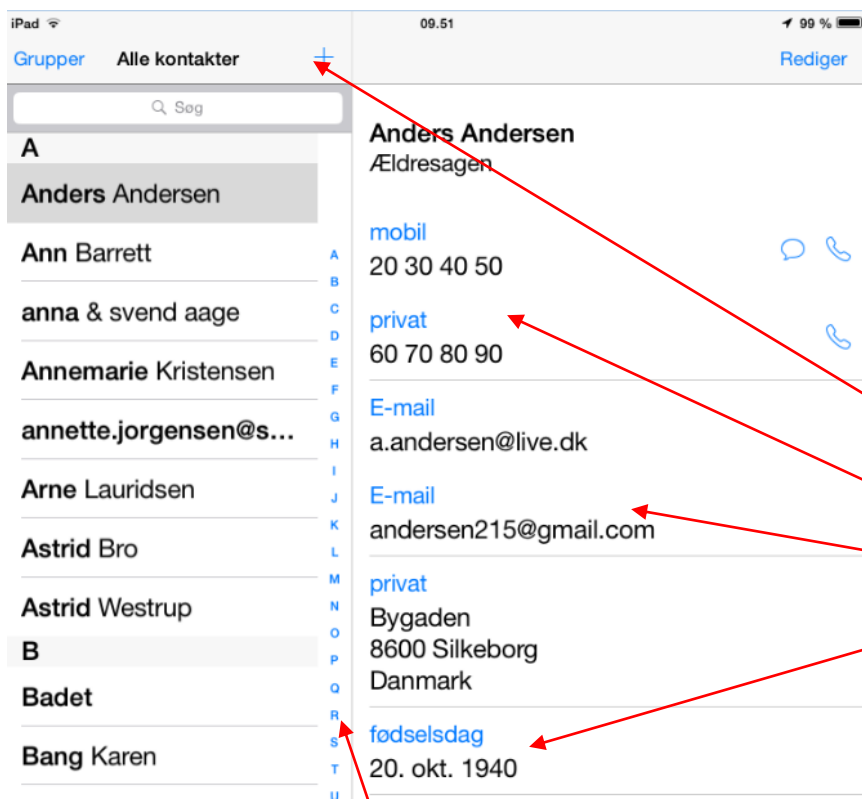 iPad 09.51 99 %
Grupper Alle kontakter + Rediger
Søg
A
Anders Andersen
Ann Barrett
anna & svend aage
Annemarie Kristensen
annette.jorgensen@s...
Arne Lauridsen
Astrid Bro
Astrid Westrup
B
Badet
Bang Karen
A
B
C
D
E
F
G
H
I
J
K
L
M
N
O
P
Q
R
S
T
U
Anders Andersen
Ældresagen
mobil
20 30 40 50
privat
60 70 80 90
E-mail
a.andersen@live.dk
E-mail
andersen215@gmail.com
privat
Bygaden
8600 Silkeborg
Danmark
fødselsdag
20. okt. 1940